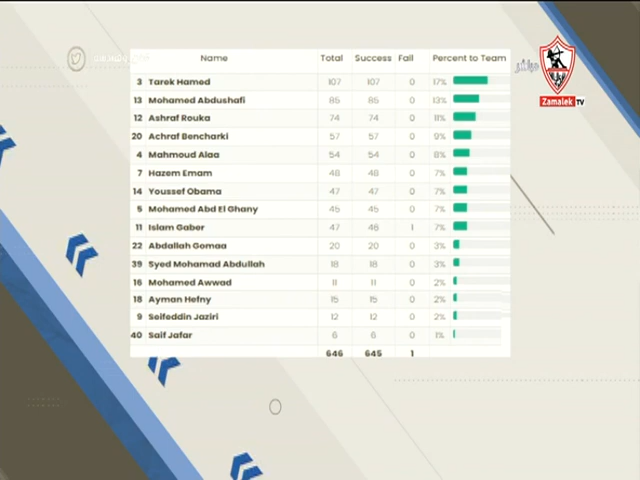 Name Total Success Fail Percent to Team
3 Tarek Hamed 107 107 0 17%
13 Mohamed Abdushafi 85 85 0 13%
12 Ashraf Rouka 74 74 0 11%
20 Achraf Bencharki 57 57 0 9%
4 Mahmoud Alaa 54 54 0 8%
7 Hazem Emam 48 48 0 7%
14 Youssef Obama 47 47 0 7%
5 Mohamed Abd El Ghany 45 45 0 7%
11 Islam Gaber 47 46 1 7%
22 Abdallah Gomaa 20 20 0 3%
39 Syed Mohamad Abdullah 18 18 0 3%
16 Mohamed Awwad 11 11 0 2%
18 Ayman Hefny 15 15 0 2%
9 Seifeddin Jaziri 12 12 0 2%
40 Saif Jafar 6 6 0 1%
646 645 1
Zamalek TV